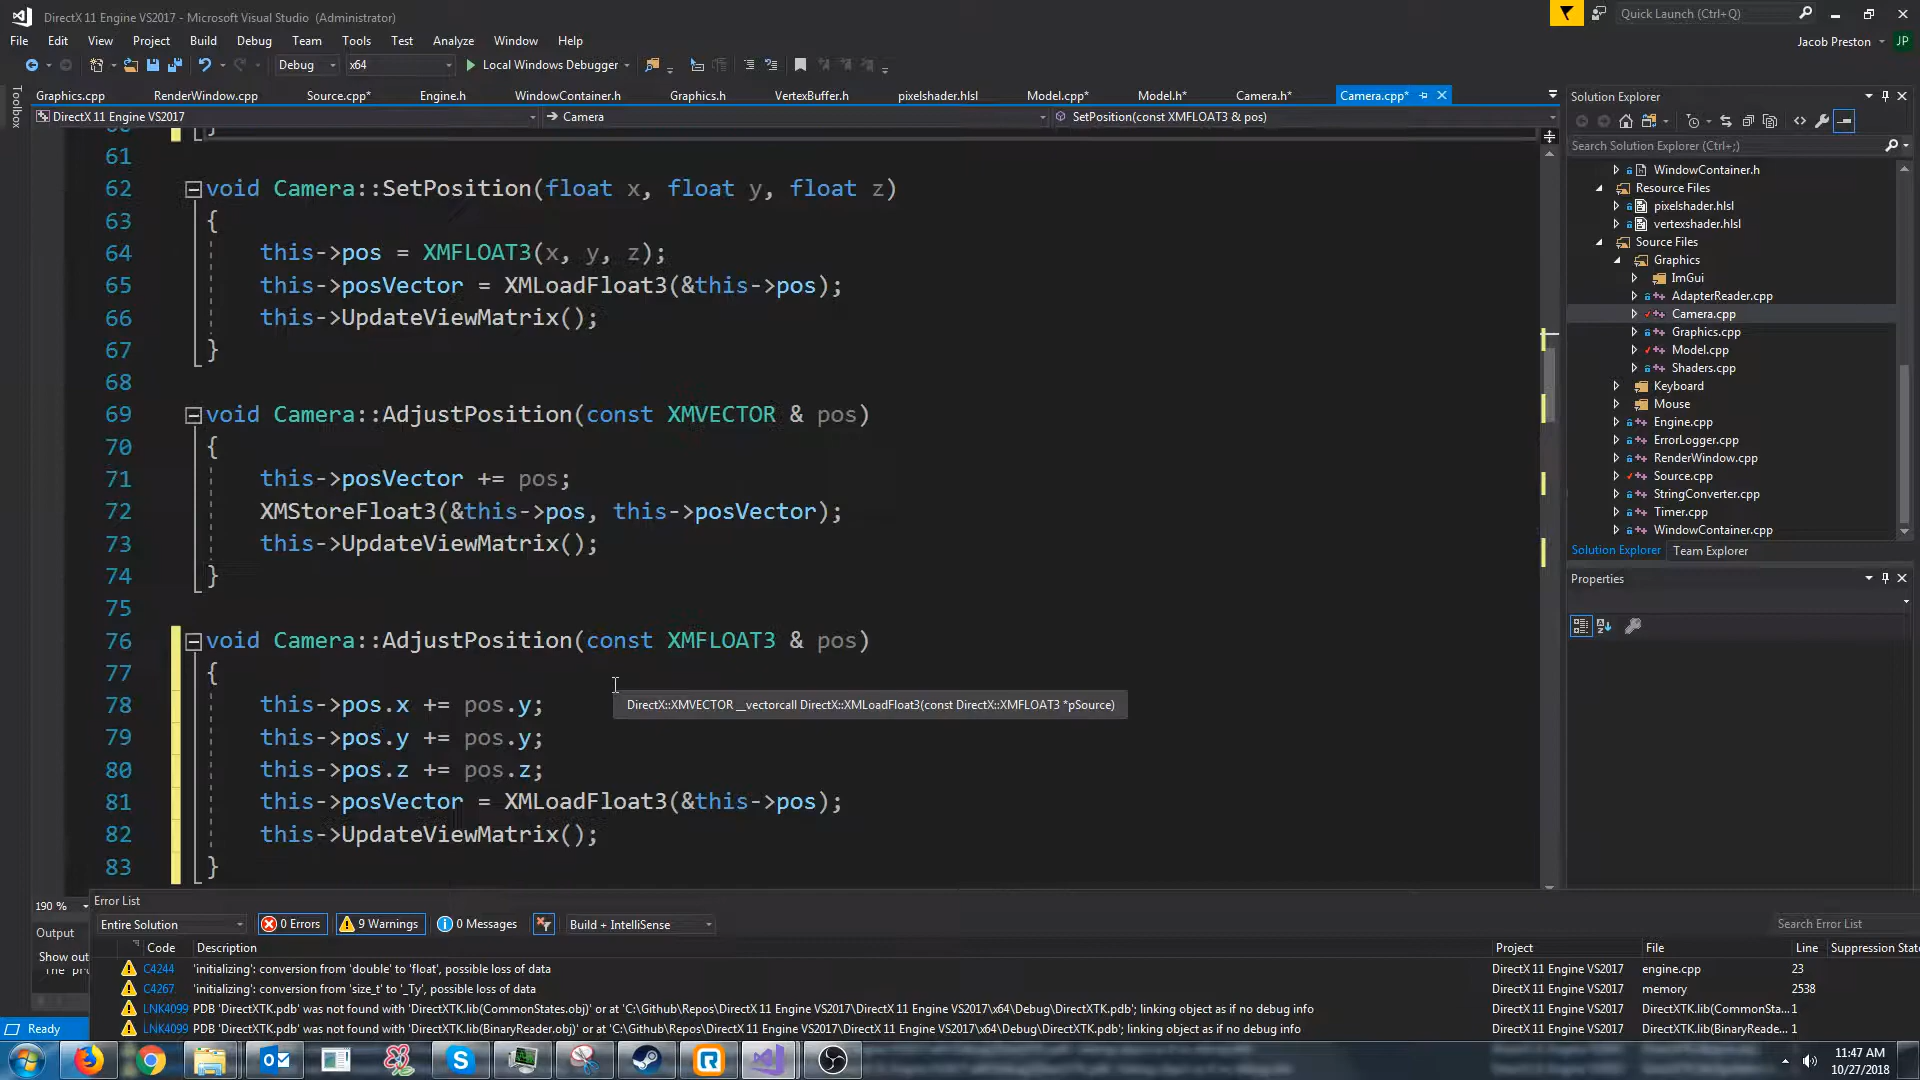 DirectX 11 Engine VS2017 - Microsoft Visual Studio (Administrator)
Quick Launch (Ctrl+Q)
File Edit View Project Build Debug Team Tools Test Analyze Window Help
Jacob Preston JP
Debug x64 Local Windows Debugger
Toolbox
Graphics.cpp RenderWindow.cpp Source.cpp* Engine.h WindowContainer.h Graphics.h VertexBuffer.h pixelshader.hlsl Model.cpp* Model.h* Camera.h* Camera.cpp*
DirectX 11 Engine VS2017 Camera SetPosition(const XMFLOAT3 & pos)
61
62 void Camera::SetPosition(float x, float y, float z)
63 {
64 this->pos = XMFLOAT3(x, y, z);
65 this->posVector = XMLoadFloat3(&this->pos);
66 this->UpdateViewMatrix();
67 }
68
69 void Camera::AdjustPosition(const XMVECTOR & pos)
70 {
71 this->posVector += pos;
72 XMStoreFloat3(&this->pos, this->posVector);
73 this->UpdateViewMatrix();
74 }
75
76 void Camera::AdjustPosition(const XMFLOAT3 & pos)
77 {
78 this->pos.x += pos.y;
DirectX::XMVECTOR __vectorcall DirectX::XMLoadFloat3(const DirectX::XMFLOAT3 *pSource)
79 this->pos.y += pos.y;
80 this->pos.z += pos.z;
81 this->posVector = XMLoadFloat3(&this->pos);
82 this->UpdateViewMatrix();
83 }
190 %
Solution Explorer
Search Solution Explorer (Ctrl+;)
WindowContainer.h
Resource Files
pixelshader.hlsl
vertexshader.hlsl
Source Files
Graphics
ImGui
AdapterReader.cpp
Camera.cpp
Graphics.cpp
Model.cpp
Shaders.cpp
Keyboard
Mouse
Engine.cpp
ErrorLogger.cpp
RenderWindow.cpp
Source.cpp
StringConverter.cpp
Timer.cpp
WindowContainer.cpp
Solution Explorer Team Explorer
Properties
Output
Show out
The pr
Error List
Entire Solution 0 Errors 9 Warnings 0 Messages Build + IntelliSense Search Error List
Code Description Project File Line Suppression State
C4244 'initializing': conversion from 'double' to 'float', possible loss of data DirectX 11 Engine VS2017 engine.cpp 23
C4267 'initializing': conversion from 'size_t' to '_Ty', possible loss of data DirectX 11 Engine VS2017 memory 2538
LNK4099 PDB 'DirectXTK.pdb' was not found with 'DirectXTK.lib(CommonStates.obj)' or at 'C:\Github\Repos\DirectX 11 Engine VS2017\DirectX 11 Engine VS2017\x64\Debug\DirectXTK.pdb'; linking object as if no debug info DirectX 11 Engine VS2017 DirectXTK.lib(CommonSta... 1
LNK4099 PDB 'DirectXTK.pdb' was not found with 'DirectXTK.lib(BinaryReader.obj)' or at 'C:\Github\Repos\DirectX 11 Engine VS2017\DirectX 11 Engine VS2017\x64\Debug\DirectXTK.pdb'; linking object as if no debug info DirectX 11 Engine VS2017 DirectXTK.lib(BinaryReade... 1
Ready
11:47 AM
10/27/2018